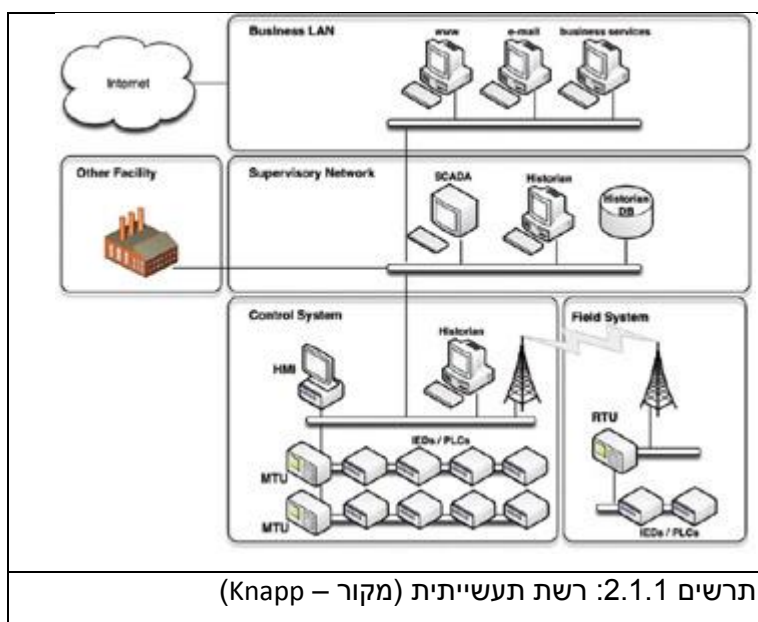 Business LAN
www e-mail business services
Internet
Other Facility
Supervisory Network
SCADA Historian Historian DB
Control System
Historian
HMI
IEDs / PLCs
MTU
MTU
Field System
RTU
IEDs / PLCs
תרשים 2.1.1: רשת תעשייתית (מקור – Knapp)